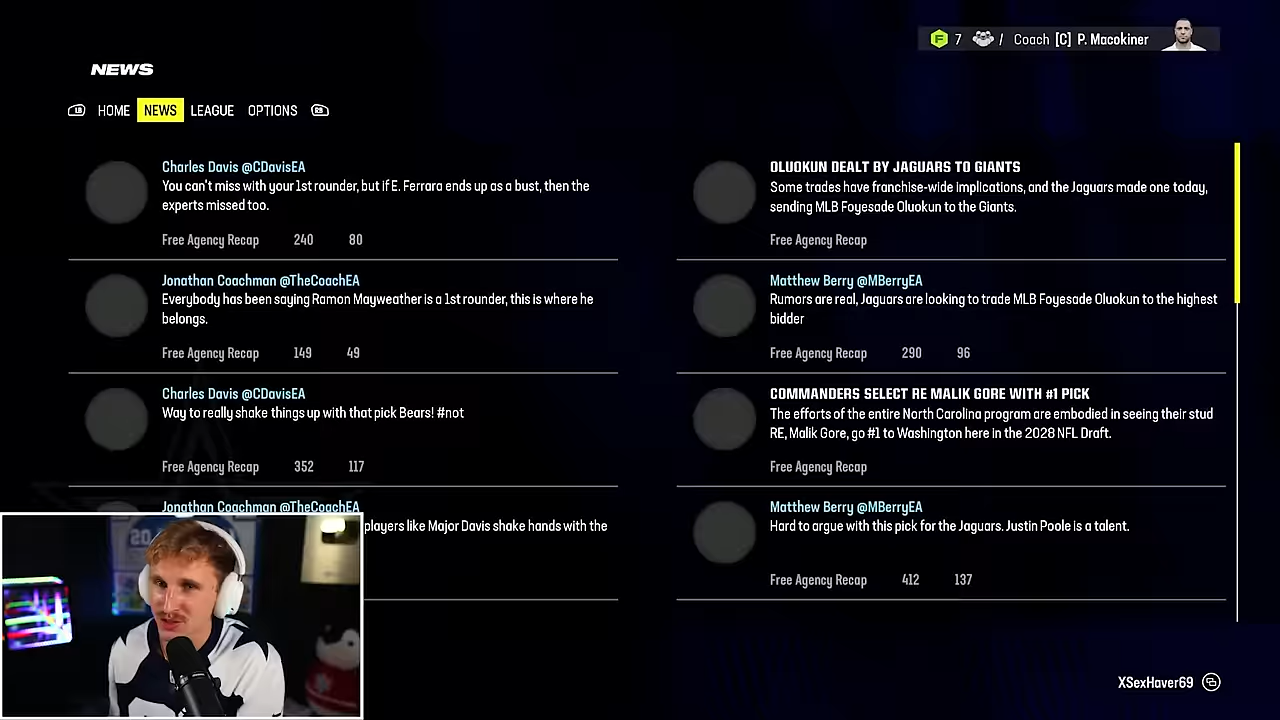 7 / Coach [C] P. Macokiner
NEWS
LB HOME NEWS LEAGUE OPTIONS RB
Charles Davis @CDavisEA
You can't miss with your 1st rounder, but if E. Ferrara ends up as a bust, then the
experts missed too.
Free Agency Recap 240 80
Jonathan Coachman @TheCoachEA
Everybody has been saying Ramon Mayweather is a 1st rounder, this is where he
belongs.
Free Agency Recap 149 49
Charles Davis @CDavisEA
Way to really shake things up with that pick Bears! #not
Free Agency Recap 352 117
Jonathan Coachman @TheCoachEA
players like Major Davis shake hands with the
OLUOKUN DEALT BY JAGUARS TO GIANTS
Some trades have franchise-wide implications, and the Jaguars made one today,
sending MLB Foyesade Oluokun to the Giants.
Free Agency Recap
Matthew Berry @MBerryEA
Rumors are real, Jaguars are looking to trade MLB Foyesade Oluokun to the highest
bidder
Free Agency Recap 290 96
COMMANDERS SELECT RE MALIK GORE WITH #1 PICK
The efforts of the entire North Carolina program are embodied in seeing their stud
RE, Malik Gore, go #1 to Washington here in the 2028 NFL Draft.
Free Agency Recap
Matthew Berry @MBerryEA
Hard to argue with this pick for the Jaguars. Justin Poole is a talent.
Free Agency Recap 412 137
XSexHaver69